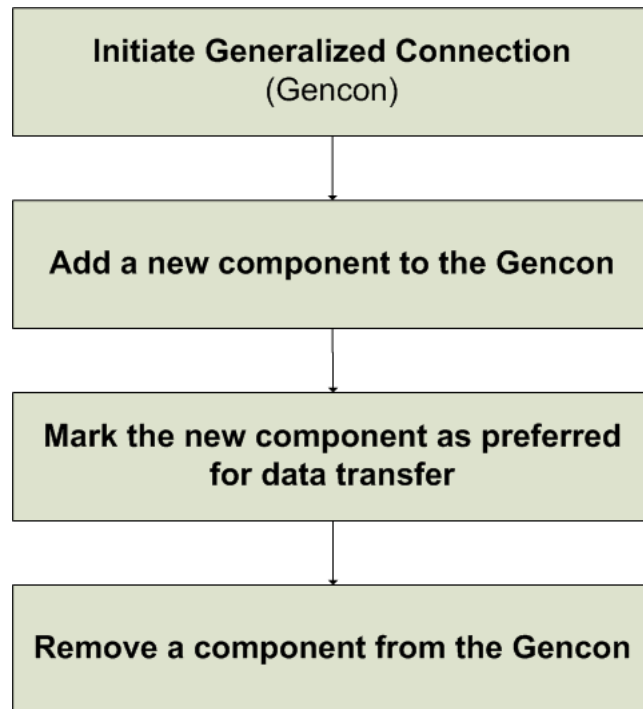 Initiate Generalized Connection
(Gencon)
Add a new component to the Gencon
Mark the new component as preferred
for data transfer
Remove a component from the Gencon